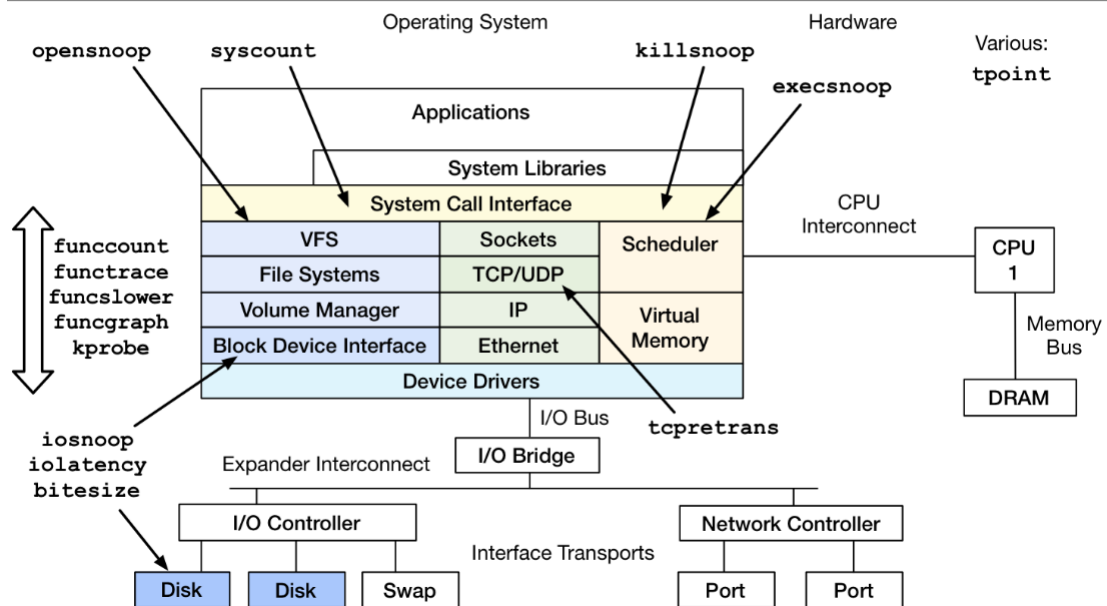 Operating System
Hardware
opensnoop
syscount
killsnoop
Various:
tpoint
execsnoop
Applications
System Libraries
System Call Interface
CPU
Interconnect
VFS
Sockets
Scheduler
File Systems
TCP/UDP
Volume Manager
IP
Virtual
Memory
Block Device Interface
Ethernet
Device Drivers
funccount
functrace
funcslower
funcgraph
kprobe
CPU
1
Memory
Bus
DRAM
I/O Bus
tcpretrans
iosnoop
iolatency
bitesize
I/O Bridge
Expander Interconnect
I/O Controller
Network Controller
Interface Transports
Disk
Disk
Swap
Port
Port